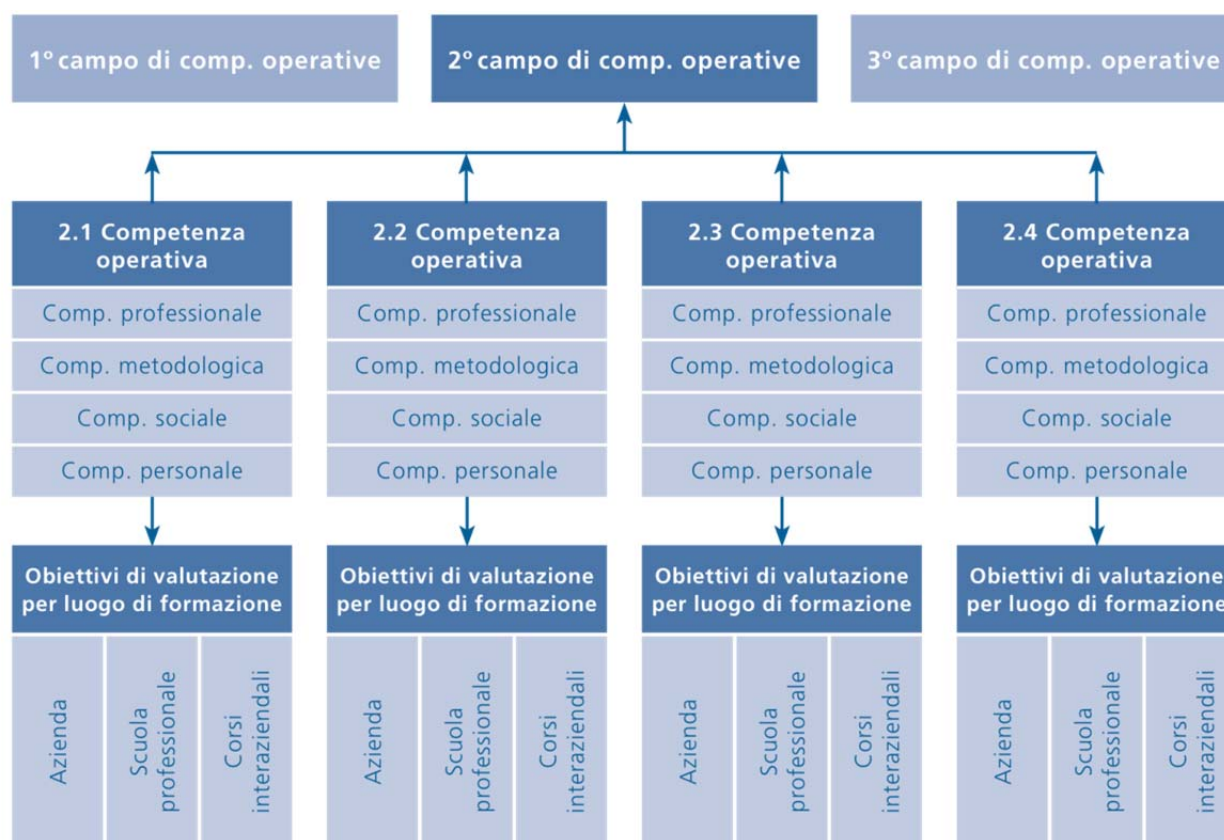 1° campo di comp. operative
2° campo di comp. operative
3° campo di comp. operative
2.1 Competenza
operativa
Comp. professionale
Comp. metodologica
Comp. sociale
Comp. personale
Obiettivi di valutazione
per luogo di formazione
Azienda
Scuola
professionale
Corsi
interaziendali
2.2 Competenza
operativa
Comp. professionale
Comp. metodologica
Comp. sociale
Comp. personale
Obiettivi di valutazione
per luogo di formazione
Azienda
Scuola
professionale
Corsi
interaziendali
2.3 Competenza
operativa
Comp. professionale
Comp. metodologica
Comp. sociale
Comp. personale
Obiettivi di valutazione
per luogo di formazione
Azienda
Scuola
professionale
Corsi
interaziendali
2.4 Competenza
operativa
Comp. professionale
Comp. metodologica
Comp. sociale
Comp. personale
Obiettivi di valutazione
per luogo di formazione
Azienda
Scuola
professionale
Corsi
interaziendali